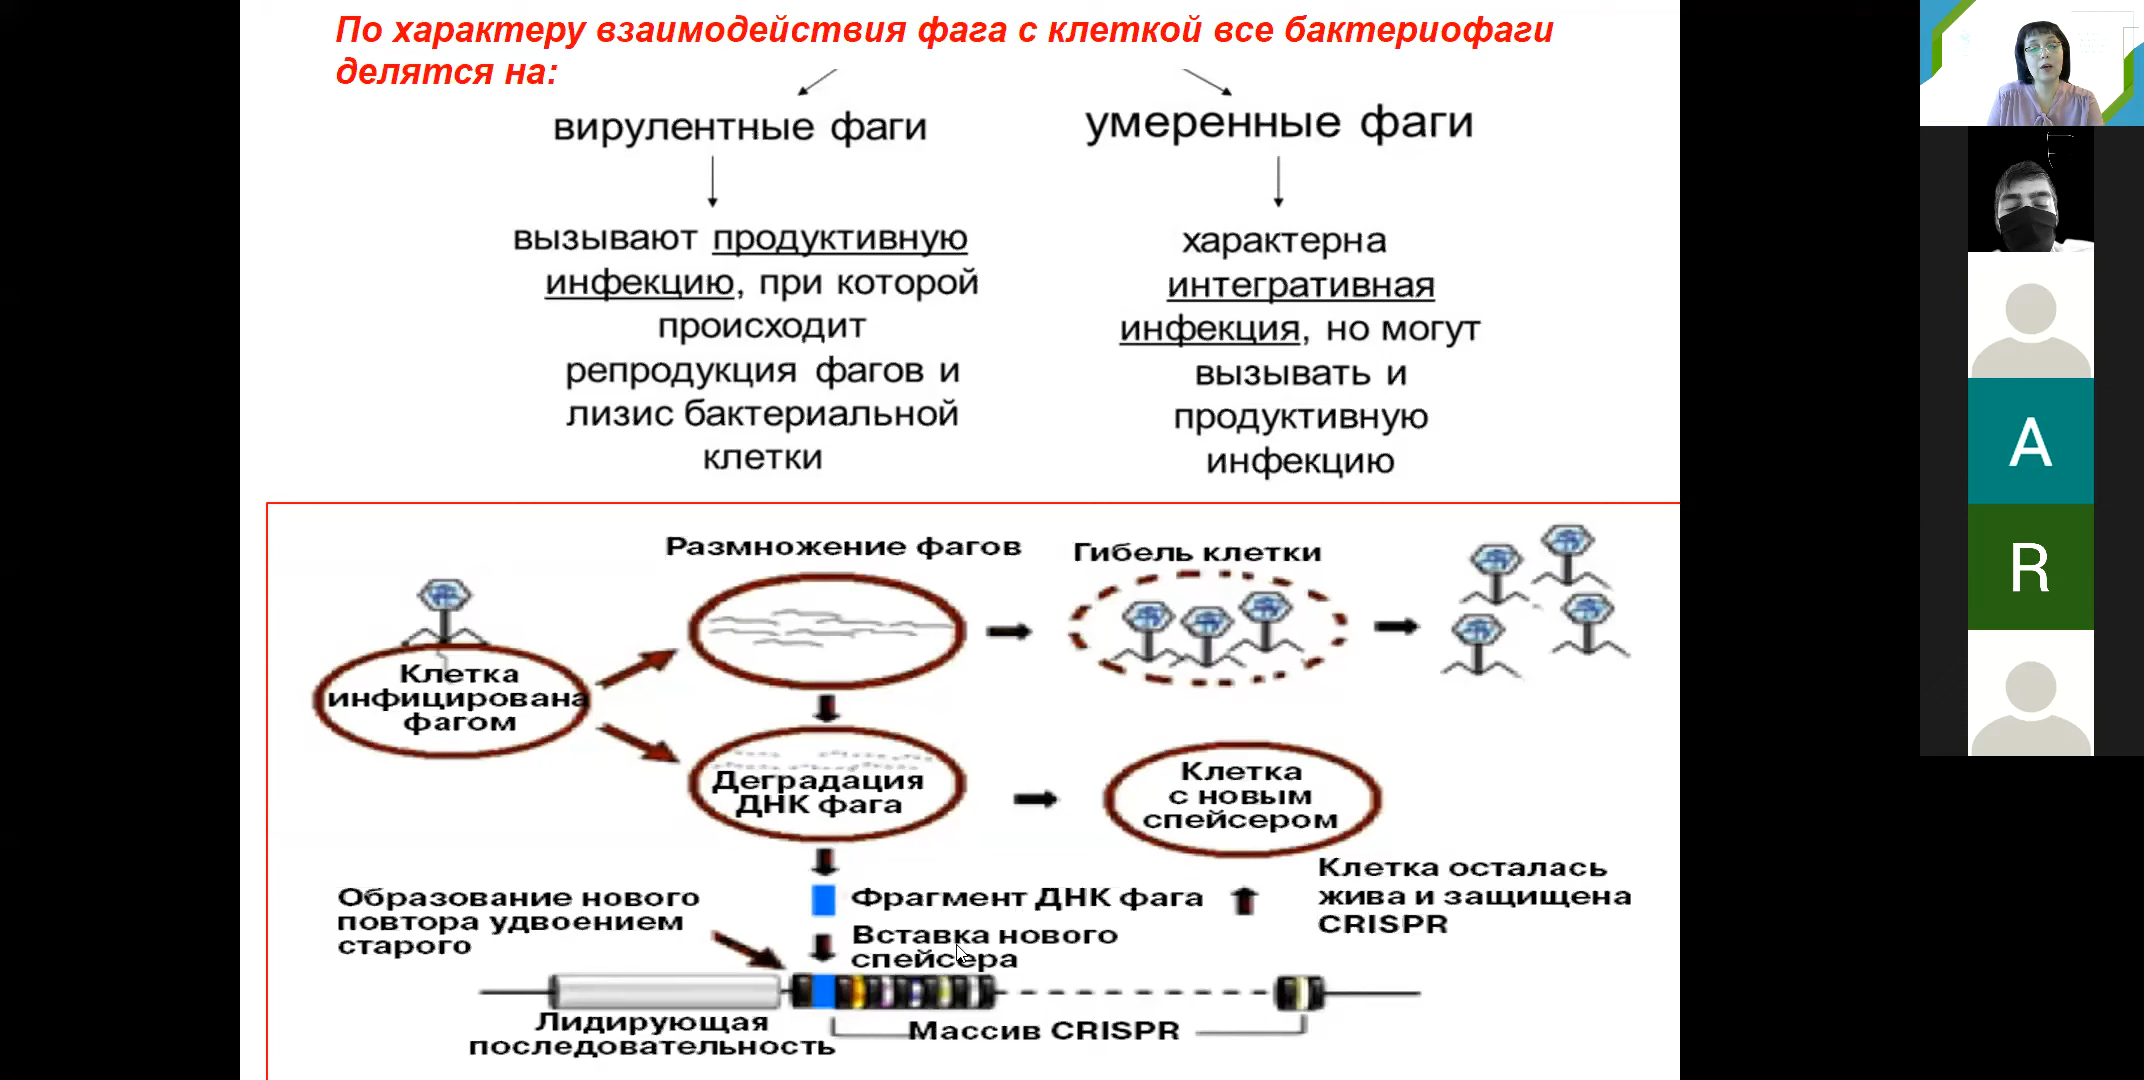 По характеру взаимодействия фага с клеткой все бактериофаги
делятся на:
вирулентные фаги
умеренные фаги
вызывают продуктивную
инфекцию, при которой
происходит
репродукция фагов и
лизис бактериальной
клетки
характерна
интегративная
инфекция, но могут
вызывать и
продуктивную
инфекцию
Размножение фагов
Гибель клетки
Клетка
инфицирована
фагом
Деградация
ДНК фага
Клетка
с новым
спейсером
Клетка осталась
жива и защищена
CRISPR
Фрагмент ДНК фага
Образование нового
повтора удвоением
старого
Вставка нового
спейсера
Лидирующая
последовательность
Массив CRISPR
A
R